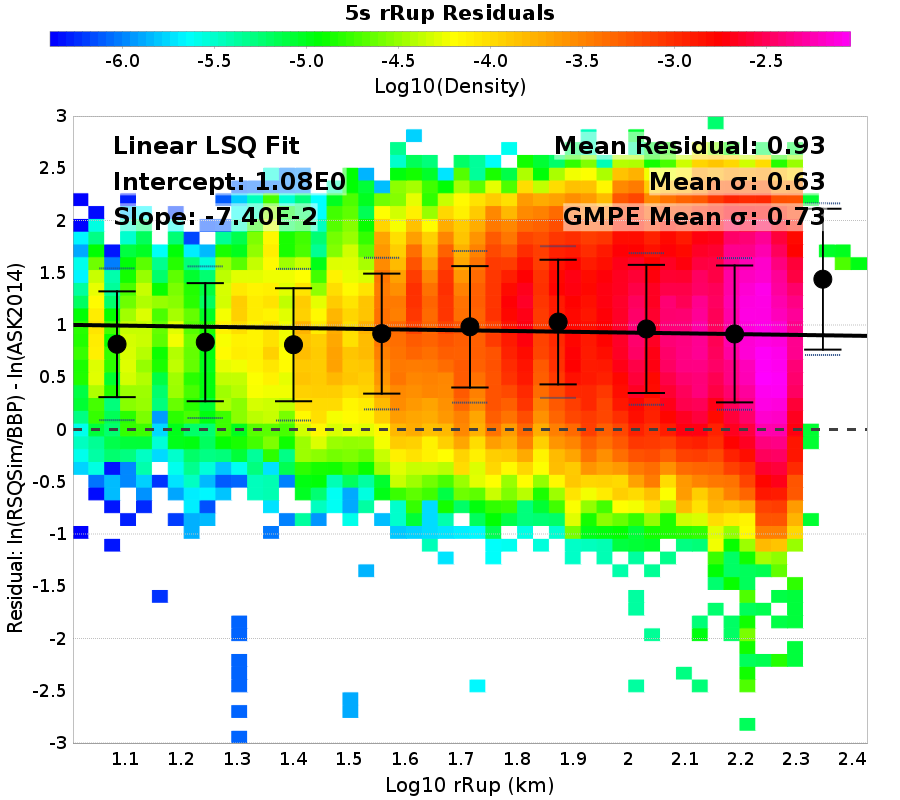 5s rRup Residuals
-6.0 -5.5 -5.0 -4.5 -4.0 -3.5 -3.0 -2.5
Log10(Density)
Linear LSQ Fit
Intercept: 1.08E0
Slope: -7.40E-2
Mean Residual: 0.93
Mean σ: 0.63
GMPE Mean σ: 0.73
Residual: ln(RSQSim/BBP) - ln(ASK2014)
3
2.5
2
1.5
1
0.5
0
-0.5
-1
-1.5
-2
-2.5
-3
1.1 1.2 1.3 1.4 1.5 1.6 1.7 1.8 1.9 2 2.1 2.2 2.3 2.4
Log10 rRup (km)